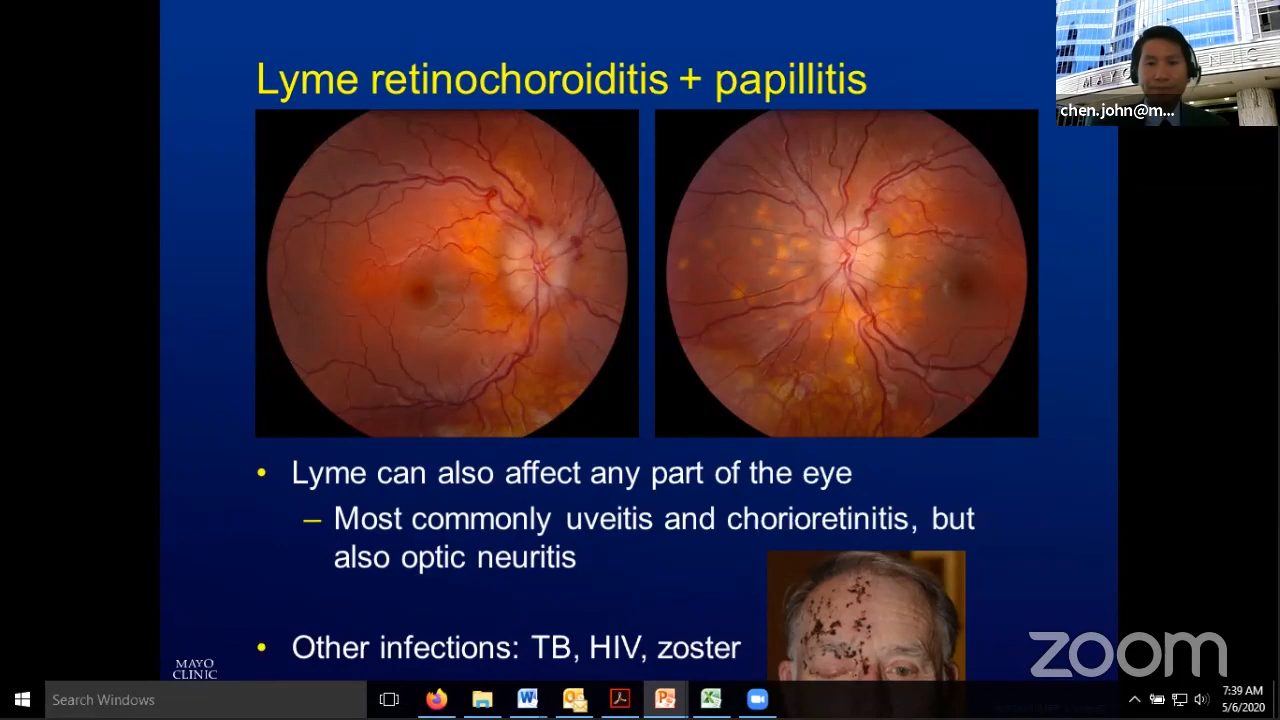 Lyme retinochoroiditis + papillitis
chen.john@m...
• Lyme can also affect any part of the eye
– Most commonly uveitis and chorioretinitis, but
also optic neuritis
• Other infections: TB, HIV, zoster
MAYO
CLINIC
zoom
Search Windows
7:39 AM
5/6/2020